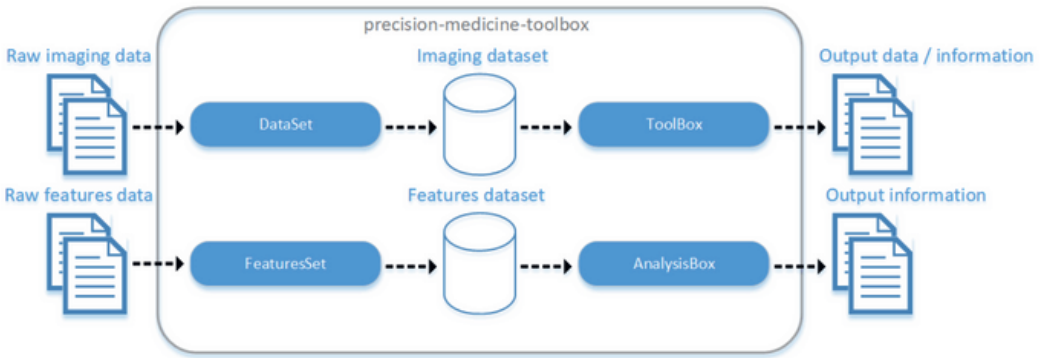 precision-medicine-toolbox
Raw imaging data
Imaging dataset
Output data / information
DataSet
ToolBox
Raw features data
Features dataset
Output information
FeaturesSet
AnalysisBox